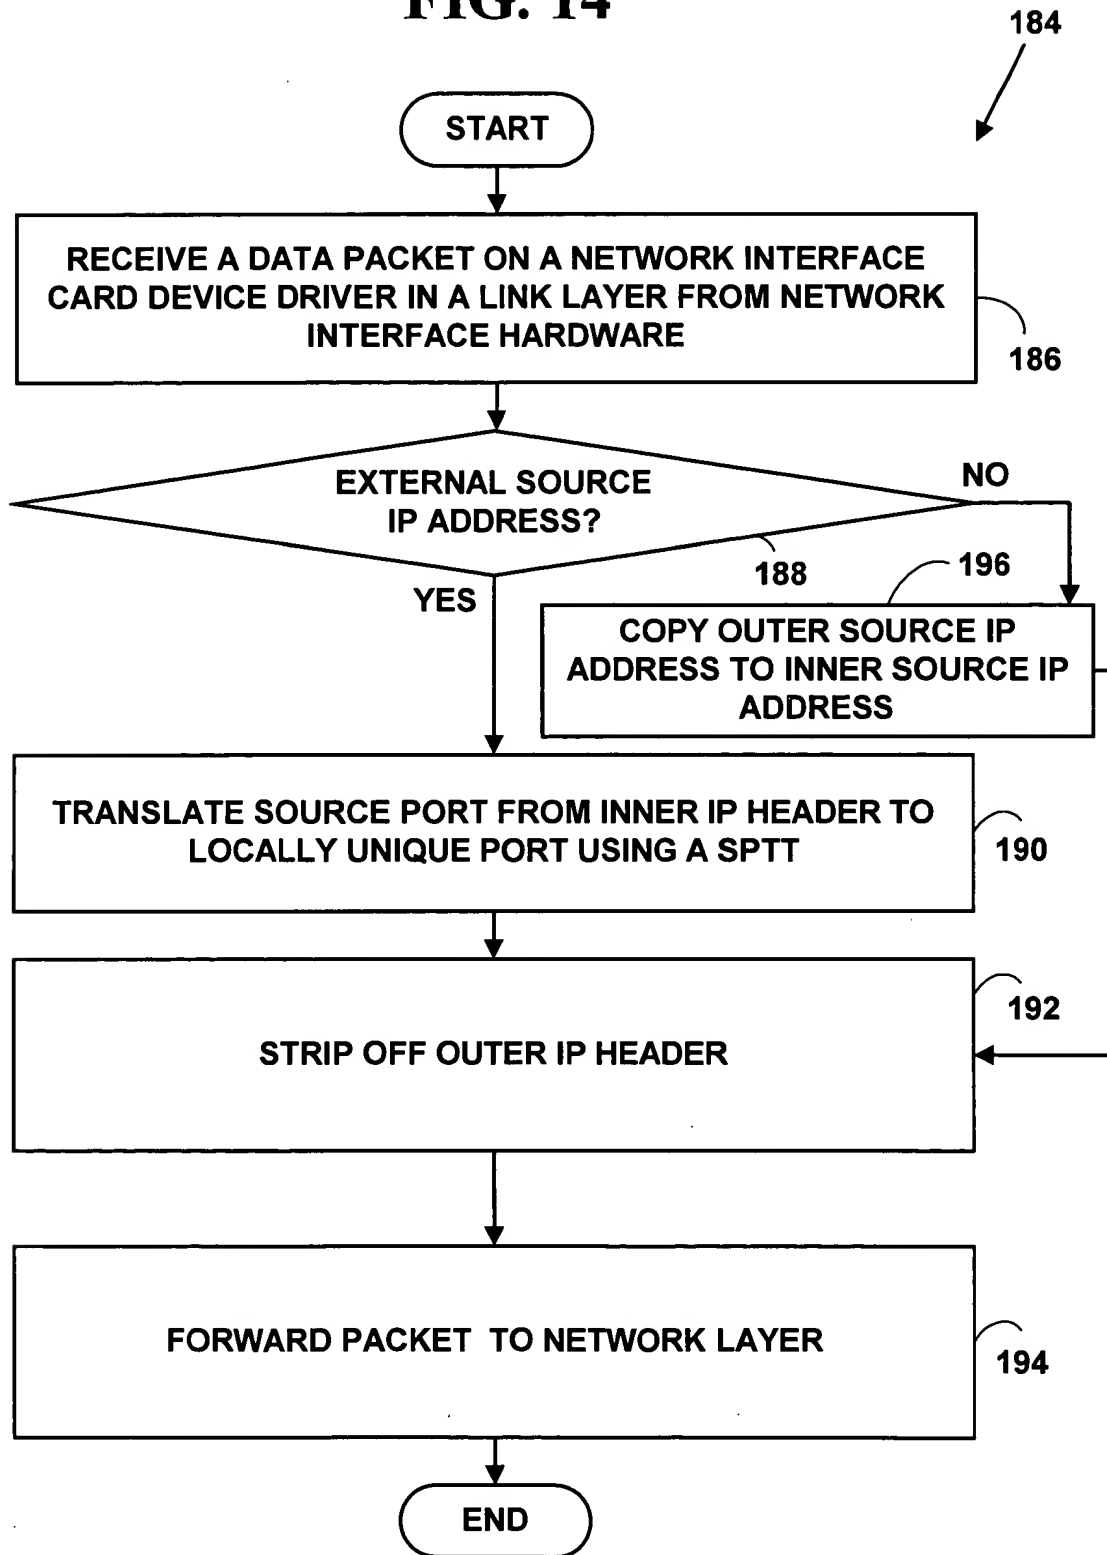 FIG. 14
184
START
RECEIVE A DATA PACKET ON A NETWORK INTERFACE
CARD DEVICE DRIVER IN A LINK LAYER FROM NETWORK
INTERFACE HARDWARE
186
EXTERNAL SOURCE
IP ADDRESS?
NO
188
YES
196
COPY OUTER SOURCE IP
ADDRESS TO INNER SOURCE IP
ADDRESS
TRANSLATE SOURCE PORT FROM INNER IP HEADER TO
LOCALLY UNIQUE PORT USING A SPTT
190
192
STRIP OFF OUTER IP HEADER
FORWARD PACKET TO NETWORK LAYER
194
END